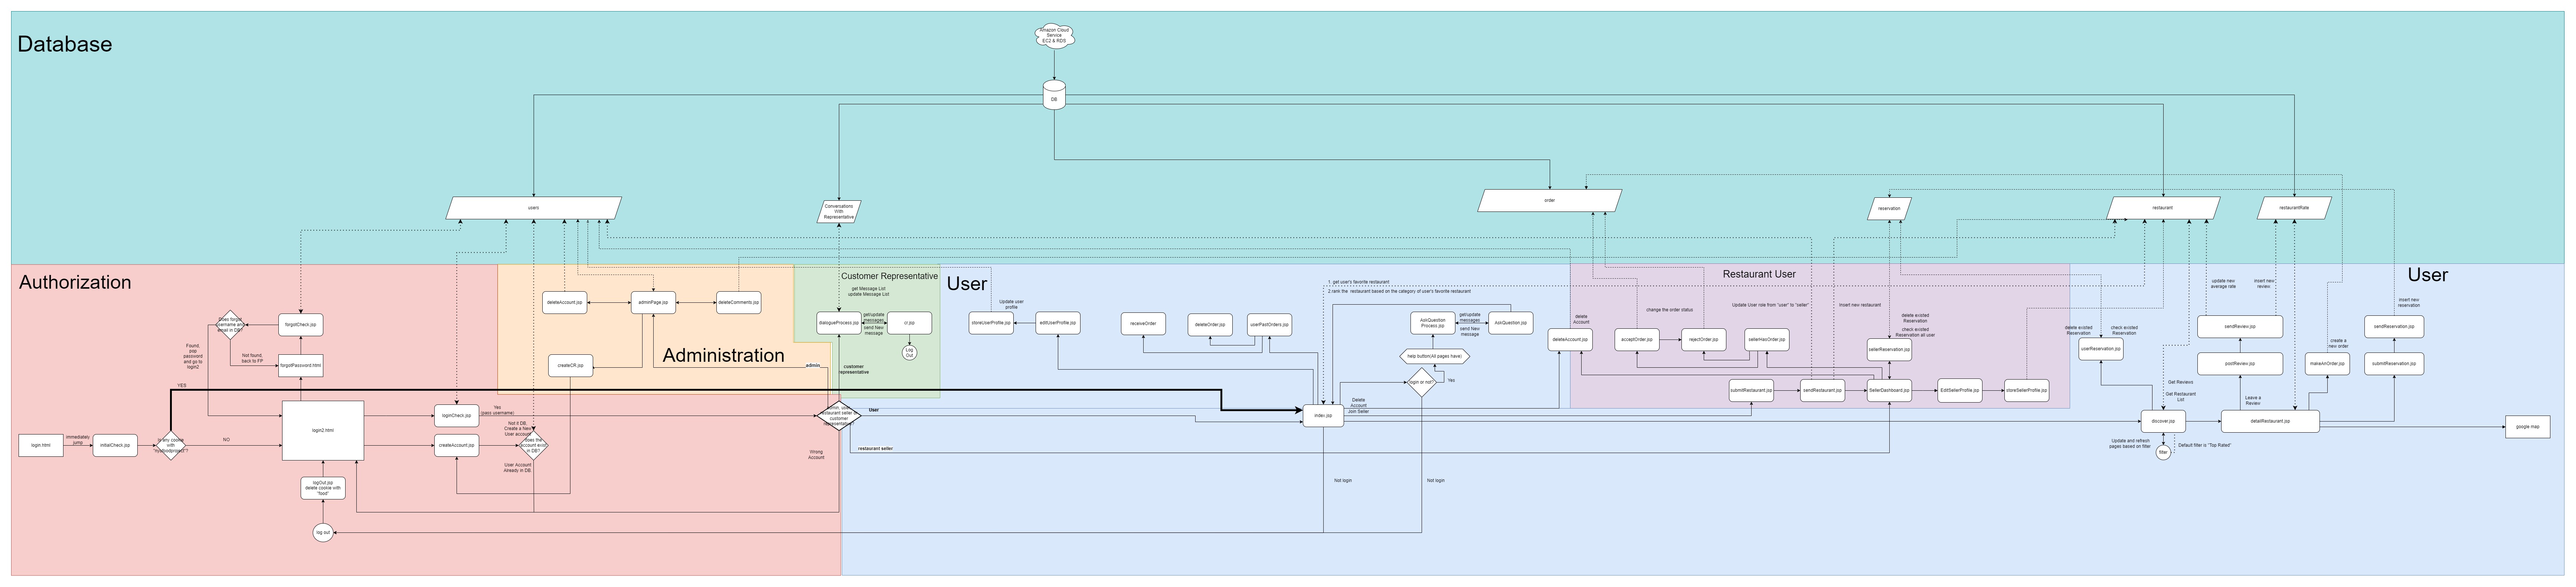 Database
Amazon Cloud
Service
EC2 & RDS
DB
users
Conversations
With
Representative
order
reservation
restaurant
restaurantRate
Authorization
forgotCheck.jsp
Does forgot
username and
email in DB?
Found,
pop
password
and go to
login2
Not found,
back to FP
forgotPassword.html
YES
login.html
immediately
jump
initialCheck.jsp
is any cookie
with
NO
login2.html
loginCheck.jsp
Yes
(pass username)
createAccount.jsp
Not it DB,
Create a New
User account
does the
account exist
in DB?
User Account
Already in DB.
logOut.jsp
delete cookie with
"food"
log out
deleteAccount.jsp
adminPage.jsp
deleteComments.jsp
createCR.jsp
Administration
admin
Customer Representative
get Message List
update Message List
dialogueProcess.jsp
get/update
messages
send New
message
cr.jsp
Log
Out
customer
representative
admin, user,
restaurant seller or
customer
representative?
User
Wrong
Account
restaurant seller
User
Update user
profile
storeUserProfile.jsp
editUserProfile.jsp
receiveOrder
deleteOrder.jsp
userPastOrders.jsp
1. get user's favorite restaurant
2.rank the restaurant based on the category of user's favorite restaurant
index.jsp
Delete
Account
Join Seller
Not login
AskQuestion
Process.jsp
get/update
messages
send New
message
AskQuestion.jsp
help button(All pages have)
login or not?
Yes
Not login
Restaurant User
delete
Account
deleteAccount.jsp
change the order status
acceptOrder.jsp
rejectOrder.jsp
Update User role from "user" to "seller"
sellerHasOrder.jsp
Insert new restaurant
delete existed
Reservation
check existed
Reservation all user
sellerReservation.jsp
submitRestaurant.jsp
sendRestaurant.jsp
SellerDashboard.jsp
EditSellerProfile.jsp
storeSellerProfile.jsp
delete existed
Reservation
check existed
Reservation
userReservation.jsp
update new
average rate
insert new
review
sendReview.jsp
postReview.jsp
Get Reviews
Get Restaurant
List
Leave a
Review
discover.jsp
detailRestaurant.jsp
Update and refresh
pages based on filter
filter
Default filter is "Top Rated"
create a
new order
makeAnOrder.jsp
User
insert new
reservation
sendReservation.jsp
submitReservation.jsp
google map